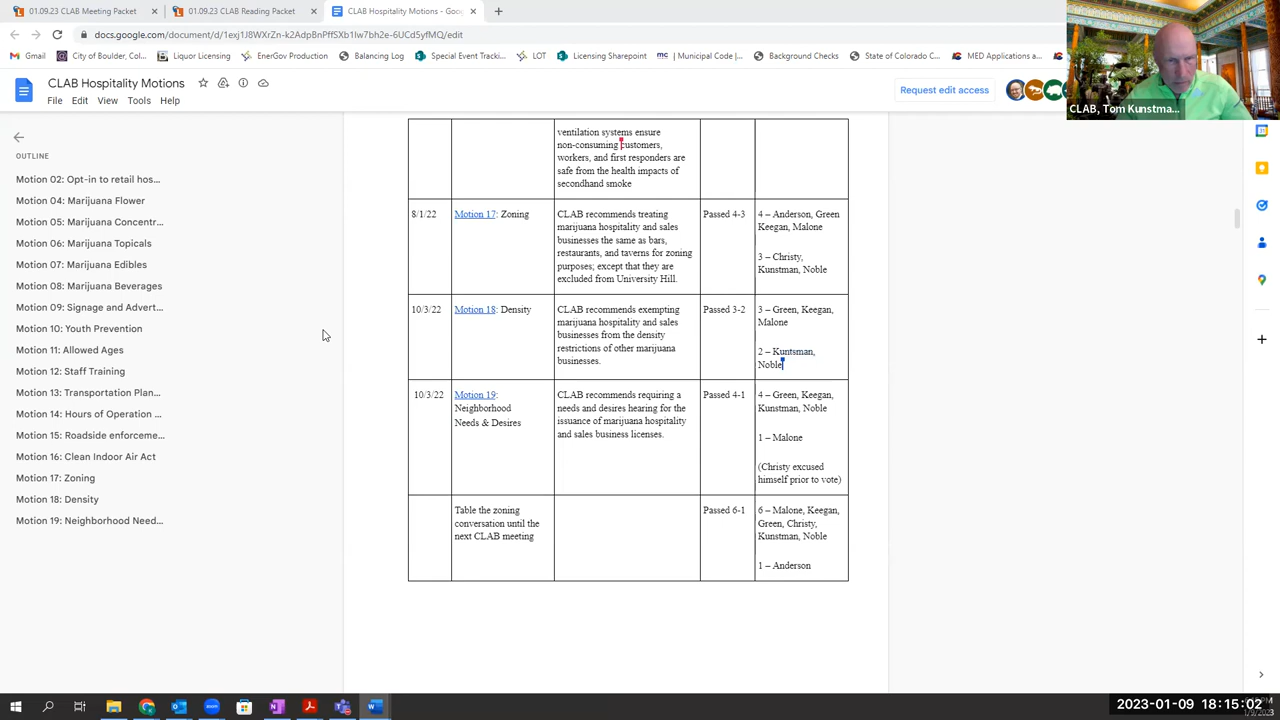 01.09.23 CLAB Meeting Packet
01.09.23 CLAB Reading Packet
CLAB Hospitality Motions - Goog
docs.google.com/document/d/1exj1J8WXrZn-k2AdpBnPffSXb1Iw7bh2e-6UCd5yfMQ/edit
Gmail
City of Boulder, Col...
EnerGov Production
Balancing Log
Special Event Tracki...
LOT
Liquor Licensing
Licensing Sharepoint
| Municipal Code |...
Background Checks
State of Colorado C...
MED Applications a
CLAB Hospitality Motions
File Edit View Tools Help
Request edit access
CLAB, Tom Kunstma...
OUTLINE
Motion 02: Opt-in to retail hos...
Motion 04: Marijuana Flower
Motion 05: Marijuana Concentr...
Motion 06: Marijuana Topicals
Motion 07: Marijuana Edibles
Motion 08: Marijuana Beverages
Motion 09: Signage and Advert...
Motion 10: Youth Prevention
Motion 11: Allowed Ages
Motion 12: Staff Training
Motion 13: Transportation Plan...
Motion 14: Hours of Operation ...
Motion 15: Roadside enforceme...
Motion 16: Clean Indoor Air Act
Motion 17: Zoning
Motion 18: Density
Motion 19: Neighborhood Need...
ventilation systems ensure
non-consuming customers,
workers, and first responders are
safe from the health impacts of
secondhand smoke
8/1/22
Motion 17: Zoning
CLAB recommends treating
marijuana hospitality and sales
businesses the same as bars,
restaurants, and taverns for zoning
purposes; except that they are
excluded from University Hill.
Passed 4-3
4 – Anderson, Green
Keegan, Malone
3 – Christy,
Kunstman, Noble
10/3/22
Motion 18: Density
CLAB recommends exempting
marijuana hospitality and sales
businesses from the density
restrictions of other marijuana
businesses.
Passed 3-2
3 – Green, Keegan,
Malone
2 – Kuntsman,
Noble
10/3/22
Motion 19:
Neighborhood
Needs & Desires
CLAB recommends requiring a
needs and desires hearing for the
issuance of marijuana hospitality
and sales business licenses.
Passed 4-1
4 – Green, Keegan,
Kunstman, Noble
1 – Malone
(Christy excused
himself prior to vote)
Table the zoning
conversation until the
next CLAB meeting
Passed 6-1
6 – Malone, Keegan,
Green, Christy,
Kunstman, Noble
1 – Anderson
2023-01-09 18:15:02